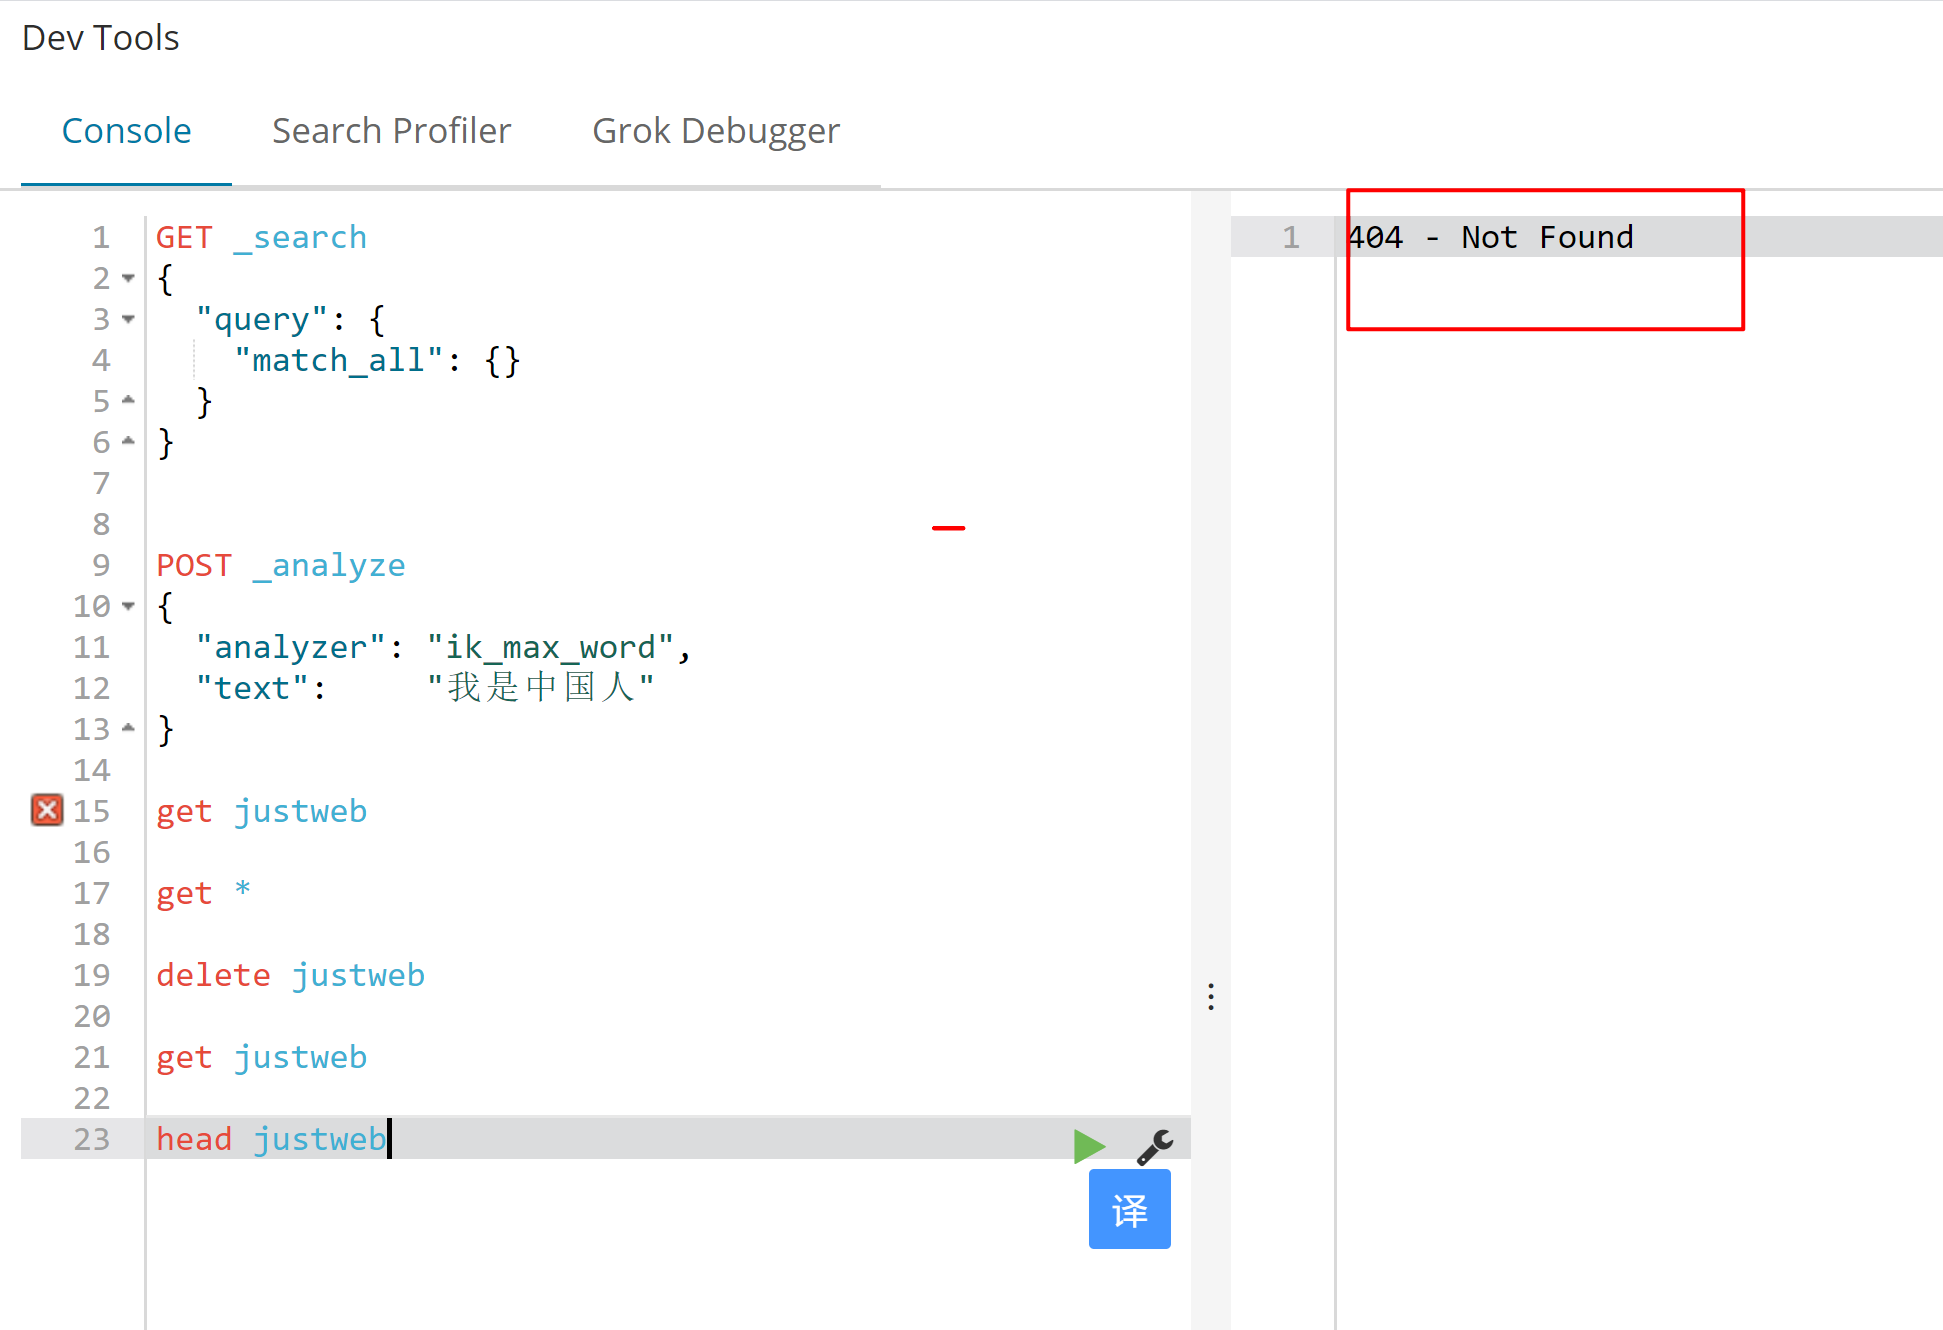 Dev Tools
Console Search Profiler Grok Debugger
1 GET _search
2 {
3 "query": {
4 "match_all": {}
5 }
6 }
7
8
9 POST _analyze
10 {
11 "analyzer": "ik_max_word",
12 "text": "我是中国人"
13 }
14
15 get justweb
16
17 get *
18
19 delete justweb
20
21 get justweb
22
23 head justweb
译
1 404 - Not Found